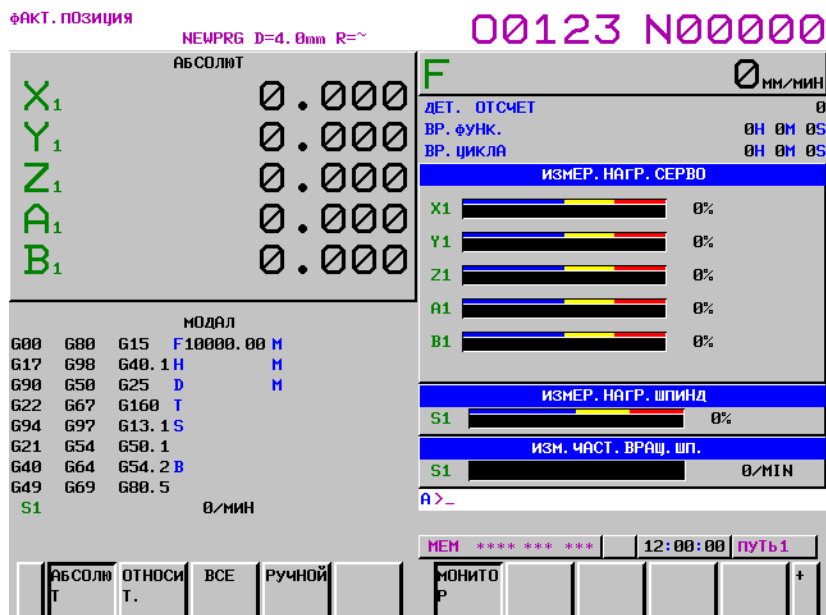 ФАКТ.ПОЗИЦИЯ
NEWPRG D=4.0mm R=~
O0123 N00000
АБСОЛЮТ
X1 0.000
Y1 0.000
Z1 0.000
A1 0.000
B1 0.000
F 0 ММ/МИН
ДЕТ. ОТСЧЕТ 0
ВР.ФУНК. 0H 0M 0S
ВР.ЦИКЛА 0H 0M 0S
ИЗМЕР.НАГР.СЕРВО
X1 0%
Y1 0%
Z1 0%
A1 0%
B1 0%
МОДАЛ
G00 G80 G15 F10000.00 M
G17 G98 G40.1 H M
G90 G50 G25 D M
G22 G67 G160 T
G94 G97 G13.1 S
G21 G54 G50.1
G40 G64 G54.2 B
G49 G69 G80.5
S1 0/МИН
ИЗМЕР.НАГР.ШПИНД
S1 0%
ИЗМ.ЧАСТ.ВРАЩ.ШП.
S1 0/MIN
A>_
MEM **** *** *** 12:00:00 ПУТЬ1
АБСОЛЮ ОТНОСИ ВСЕ РУЧНОЙ МОНИТО +
Т Т. Р